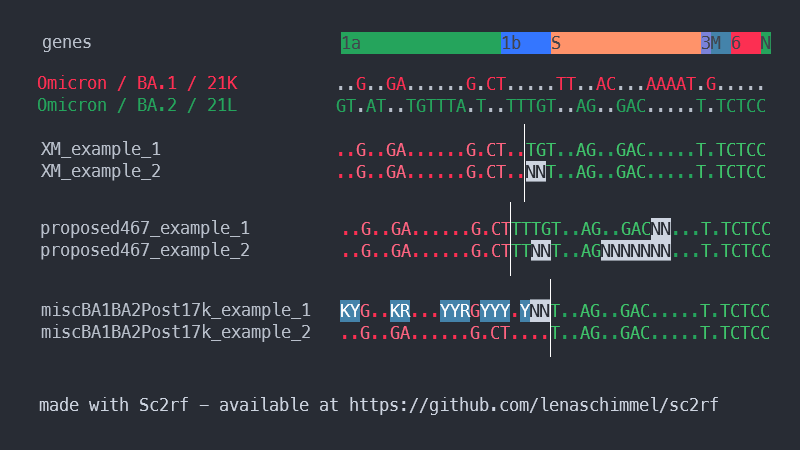 genes 1a 1b S 3M 6 N
Omicron / BA.1 / 21K ..G..GA......G.CT.....TT..AC...AAAAT.G.....
Omicron / BA.2 / 21L GT.AT..TGTTTA.T..TTTGT..AG..GAC.....T.TCTCC
XM_example_1 ..G..GA......G.CT..TGT..AG..GAC.....T.TCTCC
XM_example_2 ..G..GA......G.CT..NNT..AG..GAC.....T.TCTCC
proposed467_example_1 ..G..GA......G.CTTTTGT..AG..GACNN...T.TCTCC
proposed467_example_2 ..G..GA......G.CTTTNNT..AGNNNNNNN...T.TCTCC
miscBA1BA2Post17k_example_1 KYG..KR...YYRGYYY.YNNT..AG..GAC.....T.TCTCC
miscBA1BA2Post17k_example_2 ..G..GA......G.CT....T..AG..GAC.....T.TCTCC
made with Sc2rf – available at https://github.com/lenaschimmel/sc2rf